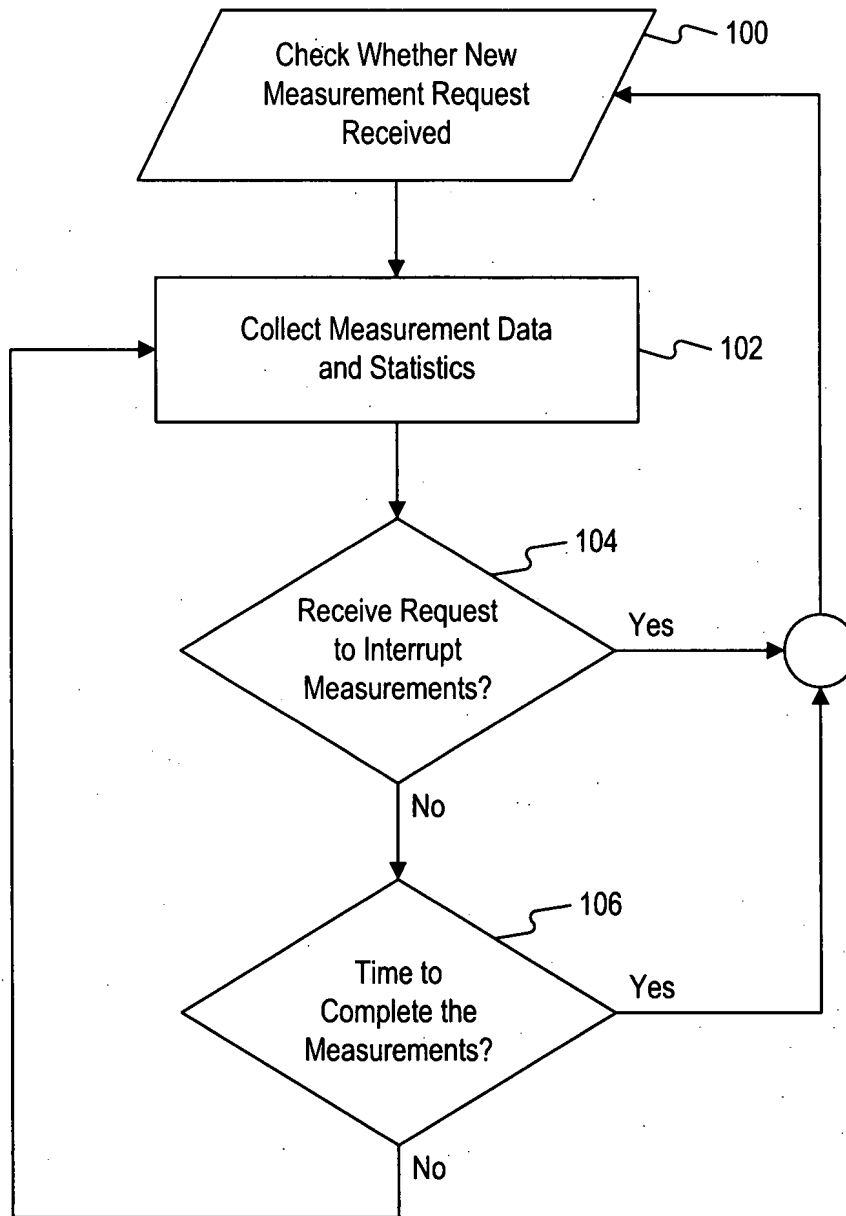 Check Whether New
Measurement Request
Received
100
Collect Measurement Data
and Statistics
102
104
Receive Request
to Interrupt
Measurements?
Yes
No
106
Time to
Complete the
Measurements?
Yes
No